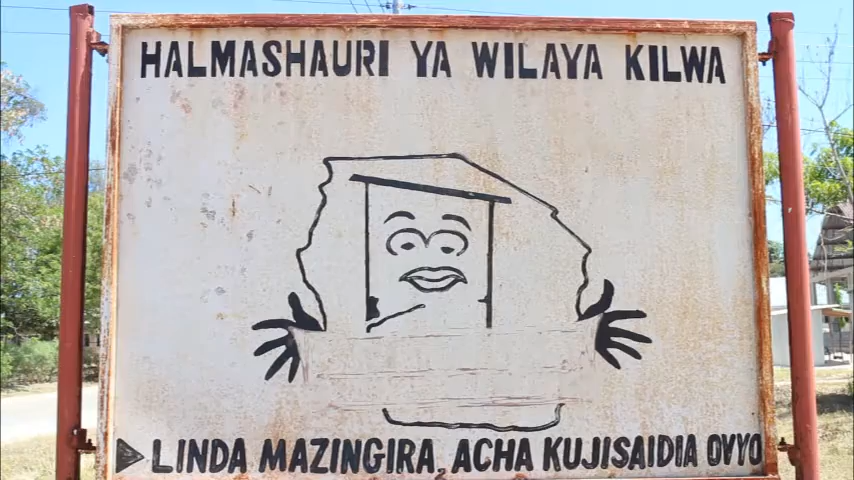 HALMASHAURI YA WILAYA KILWA
LINDA MAZINGIRA, ACHA KUJISAIDIA OVYO